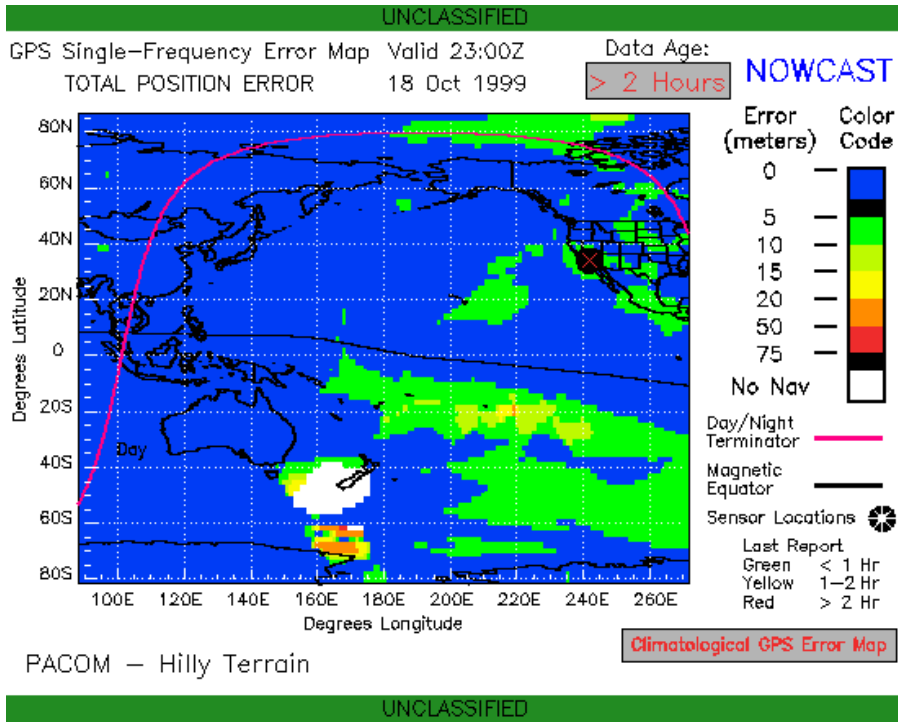 UNCLASSIFIED
GPS Single-Frequency Error Map Valid 23:00Z
TOTAL POSITION ERROR 18 Oct 1999
Data Age:
> 2 Hours
NOWCAST
Error (meters)
Color Code
0
5
10
15
20
50
75
No Nav
Day/Night Terminator
Magnetic Equator
Sensor Locations
Last Report
Green < 1 Hr
Yellow 1-2 Hr
Red > 2 Hr
Degrees Latitude
80N
60N
40N
20N
0
20S
40S
60S
80S
Day
100E 120E 140E 160E 180E 200E 220E 240E 260E
Degrees Longitude
Climatological GPS Error Map
PACOM - Hilly Terrain
UNCLASSIFIED